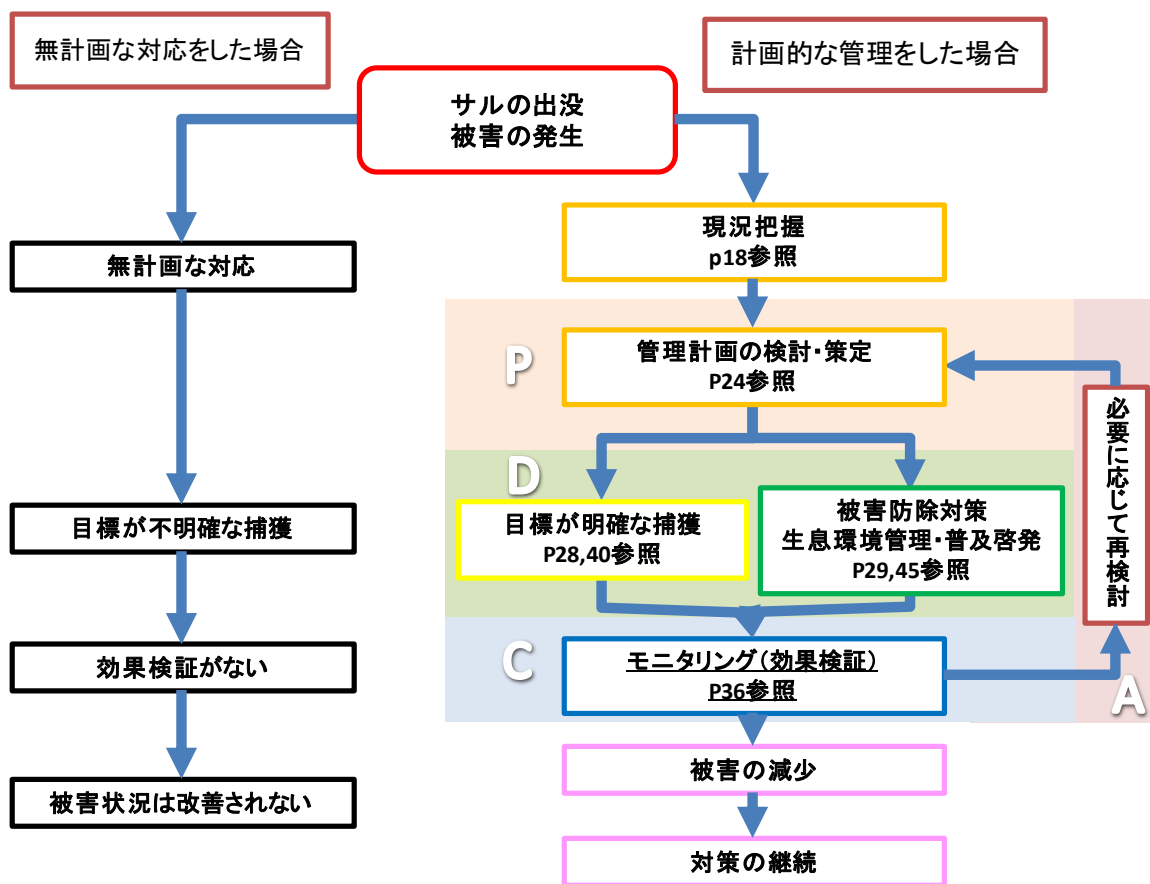 無計画な対応をした場合
計画的な管理をした場合
サルの出没
被害の発生
無計画な対応
目標が不明確な捕獲
効果検証がない
被害状況は改善されない
現況把握
p18参照
P
管理計画の検討・策定
P24参照
D
目標が明確な捕獲
P28,40参照
被害防除対策
生息環境管理・普及啓発
P29,45参照
C
モニタリング（効果検証）
P36参照
必要に応じて再検討
A
被害の減少
対策の継続